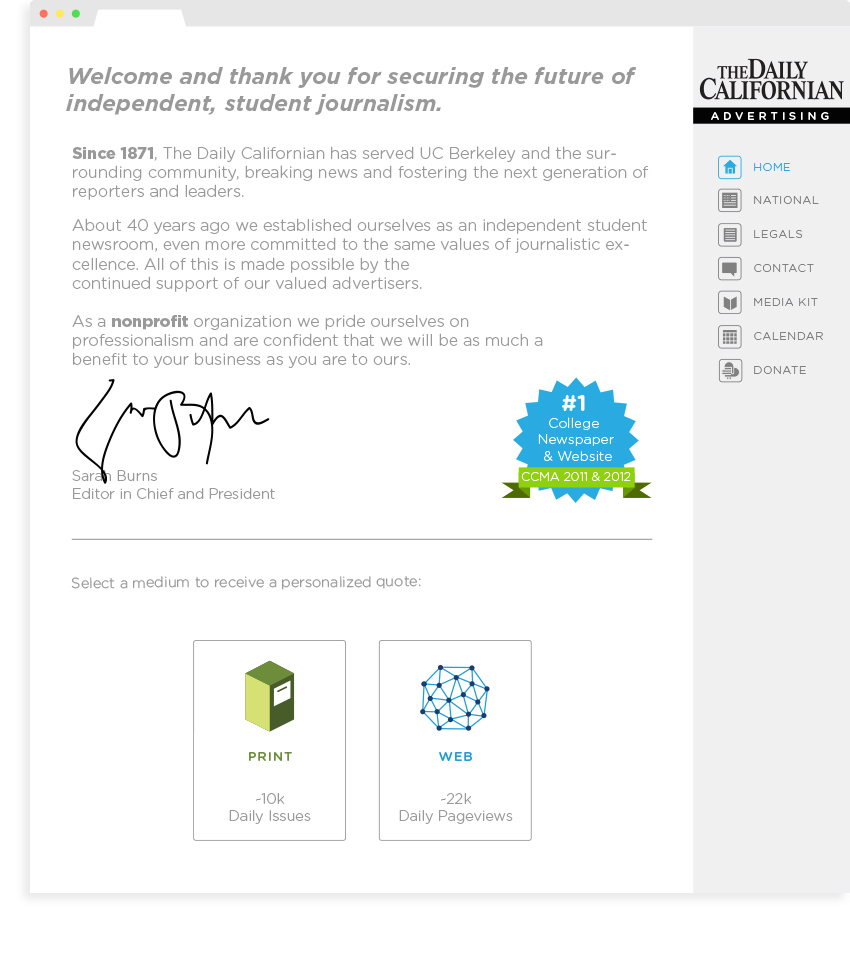 Welcome and thank you for securing the future of
independent, student journalism.
Since 1871, The Daily Californian has served UC Berkeley and the sur-
rounding community, breaking news and fostering the next generation of
reporters and leaders.
About 40 years ago we established ourselves as an independent student
newsroom, even more committed to the same values of journalistic ex-
cellence. All of this is made possible by the
continued support of our valued advertisers.
As a nonprofit organization we pride ourselves on
professionalism and are confident that we will be as much a
benefit to your business as you are to ours.
Sarah Burns
Editor in Chief and President
#1
College
Newspaper
& Website
CCMA 2011 & 2012
Select a medium to receive a personalized quote:
PRINT
~10k
Daily Issues
WEB
~22k
Daily Pageviews
THE DAILY
CALIFORNIAN
ADVERTISING
HOME
NATIONAL
LEGALS
CONTACT
MEDIA KIT
CALENDAR
DONATE